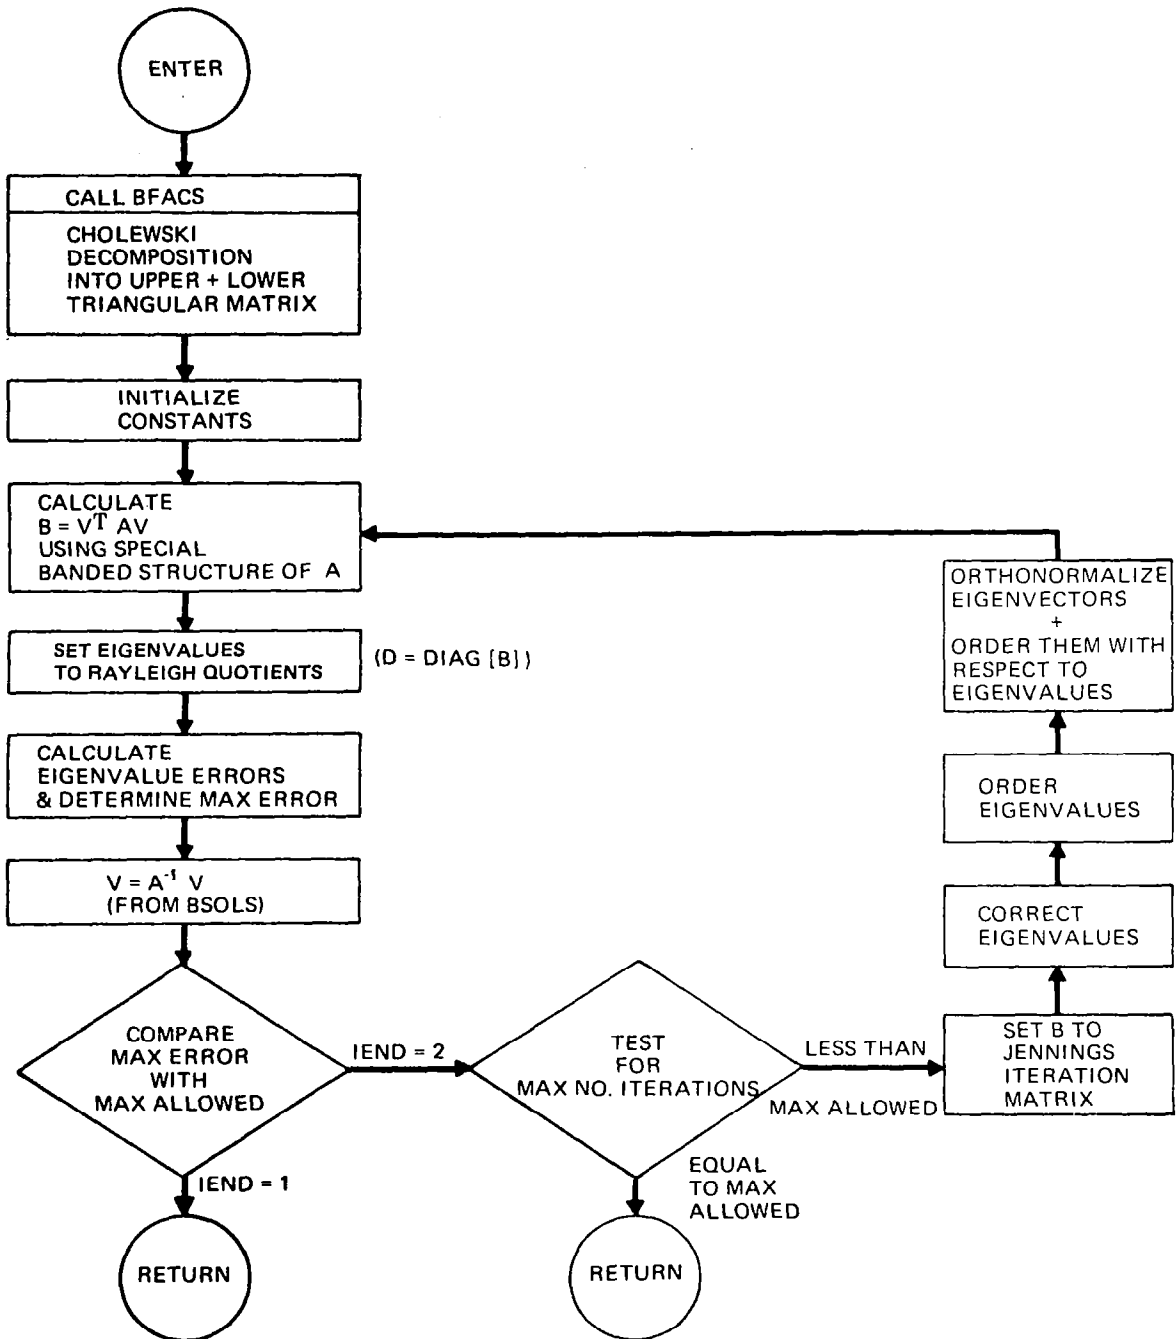 ENTER
CALL BFACS
CHOLEWSKI
DECOMPOSITION
INTO UPPER + LOWER
TRIANGULAR MATRIX
INITIALIZE
CONSTANTS
CALCULATE
B = V^T AV
USING SPECIAL
BANDED STRUCTURE OF A
SET EIGENVALUES
TO RAYLEIGH QUOTIENTS
(D = DIAG [B] )
CALCULATE
EIGENVALUE ERRORS
& DETERMINE MAX ERROR
V = A^-1 V
(FROM BSOLS)
COMPARE
MAX ERROR
WITH
MAX ALLOWED
IEND = 1
RETURN
IEND = 2
TEST
FOR
MAX NO. ITERATIONS
EQUAL
TO MAX
ALLOWED
RETURN
LESS THAN
MAX ALLOWED
SET B TO
JENNINGS
ITERATION
MATRIX
CORRECT
EIGENVALUES
ORDER
EIGENVALUES
ORTHONORMALIZE
EIGENVECTORS
+
ORDER THEM WITH
RESPECT TO
EIGENVALUES